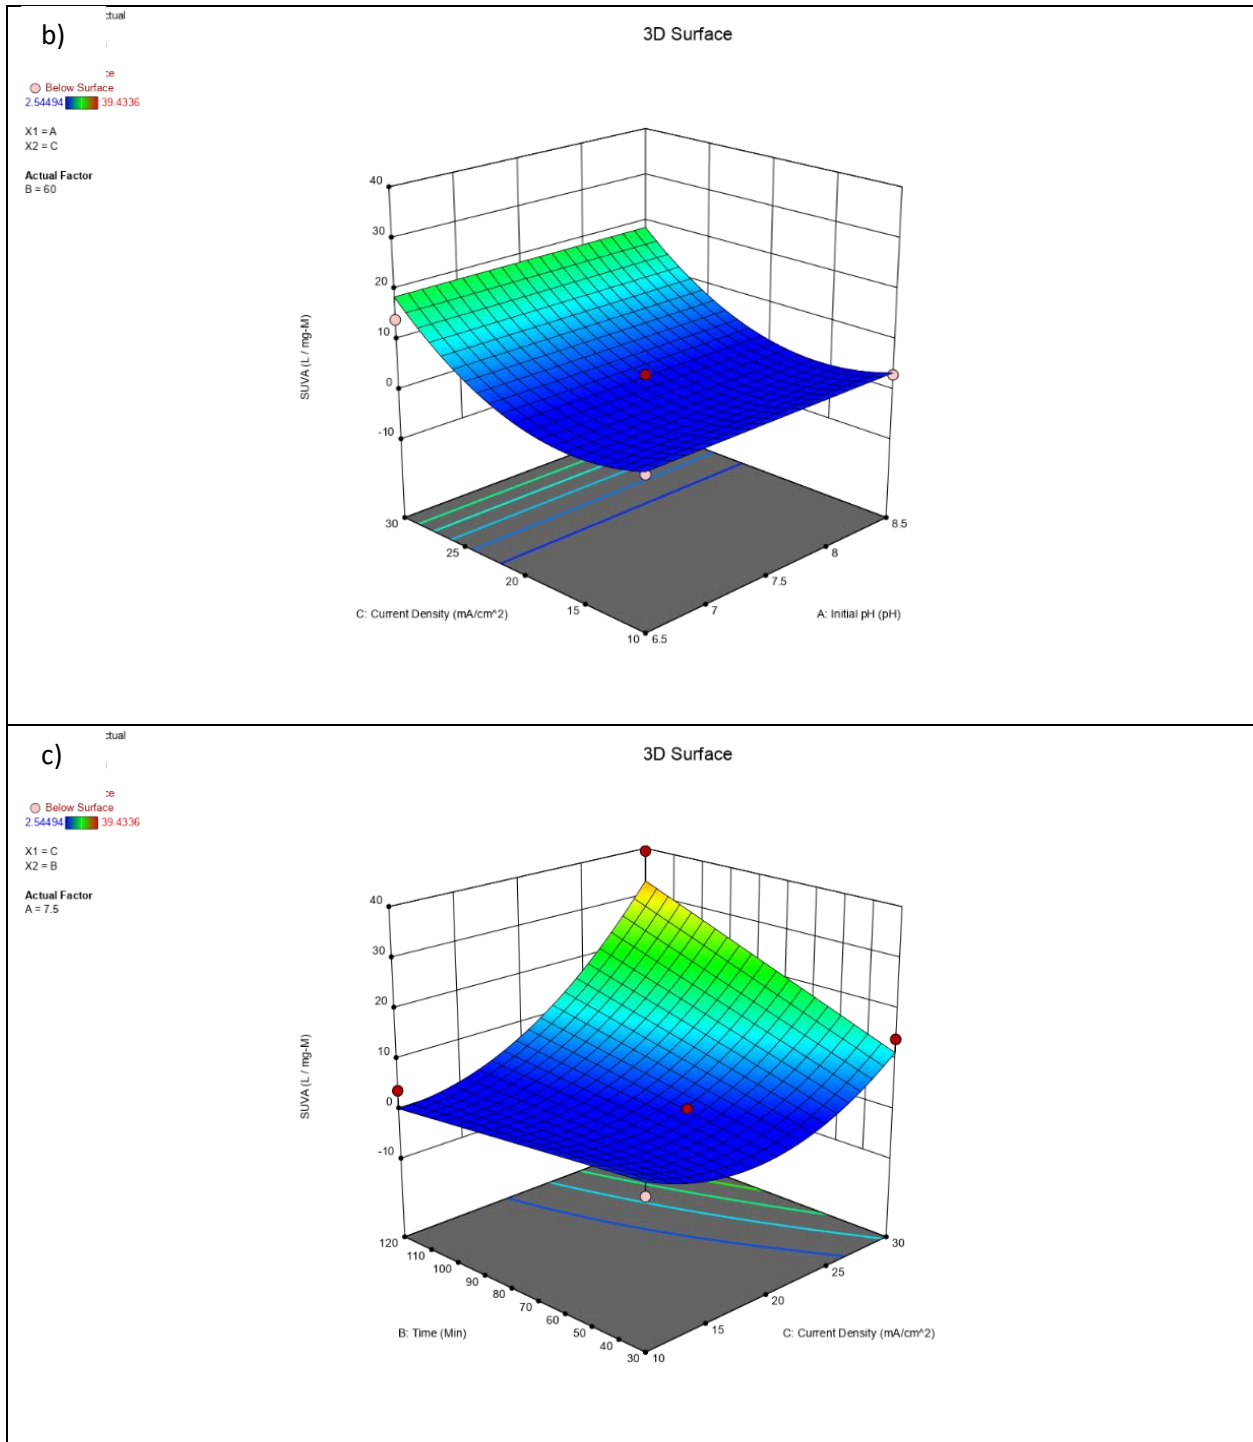 b)
3D Surface
Below Surface
2.54494 39.4336
X1 = A
X2 = C
Actual Factor
B = 60
40
30
20
10
0
-10
SUVA (L / mg-M)
30
25
20
15
10
C: Current Density (mA/cm^2)
6.5
7
7.5
8
8.5
A: Initial pH (pH)
c)
3D Surface
Below Surface
2.54494 39.4336
X1 = C
X2 = B
Actual Factor
A = 7.5
40
30
20
10
0
-10
SUVA (L / mg-M)
120
110
100
90
80
70
60
50
40
30
B: Time (Min)
10
15
20
25
30
C: Current Density (mA/cm^2)